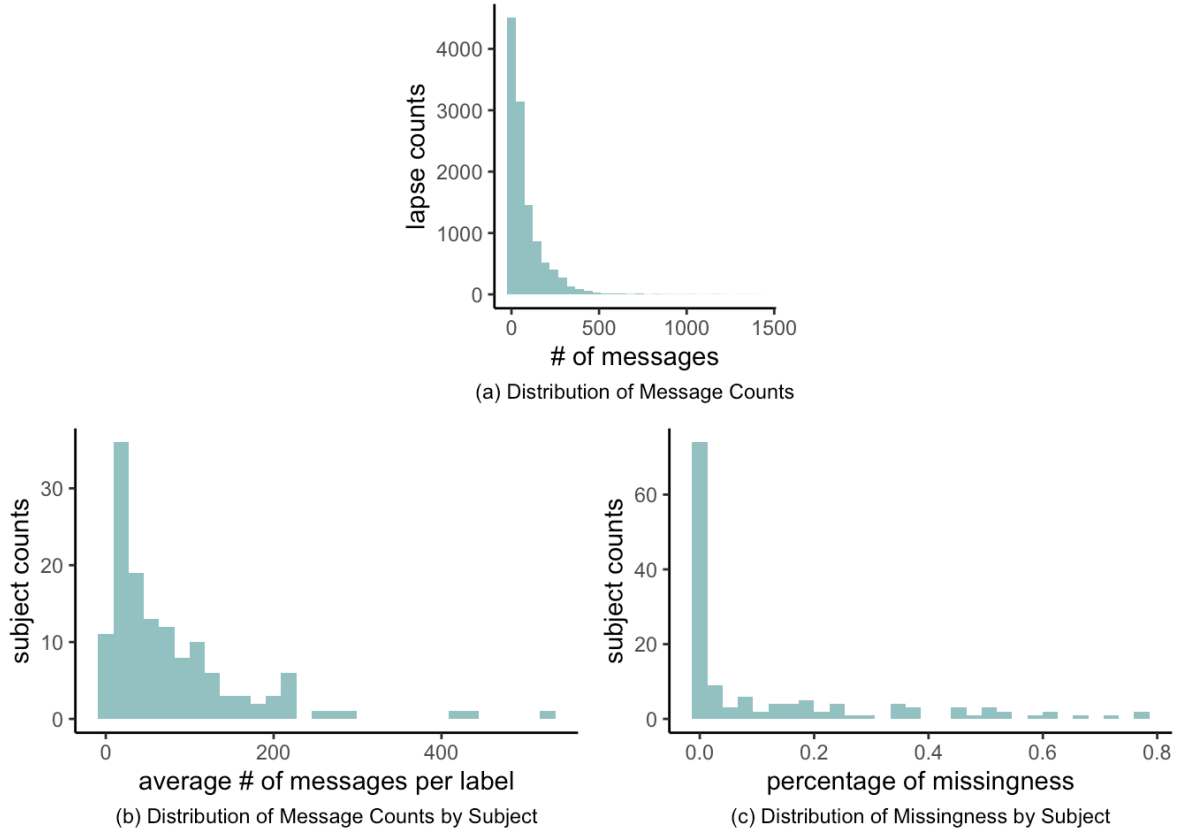 4000
3000
2000
1000
0
lapse counts
0 500 1000 1500
# of messages
(a) Distribution of Message Counts
30
20
10
0
subject counts
0 200 400
average # of messages per label
(b) Distribution of Message Counts by Subject
60
40
20
0
subject counts
0.0 0.2 0.4 0.6 0.8
percentage of missingness
(c) Distribution of Missingness by Subject